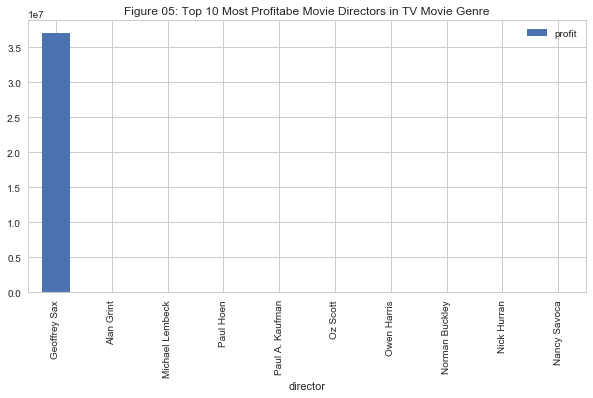 Figure 05: Top 10 Most Profitabe Movie Directors in TV Movie Genre
1e7
profit
3.5
3.0
2.5
2.0
1.5
1.0
0.5
0.0
Geoffrey Sax
Alan Grint
Michael Lembeck
Paul Hoen
Paul A. Kaufman
Oz Scott
Owen Harris
Norman Buckley
Nick Hurran
Nancy Savoca
director